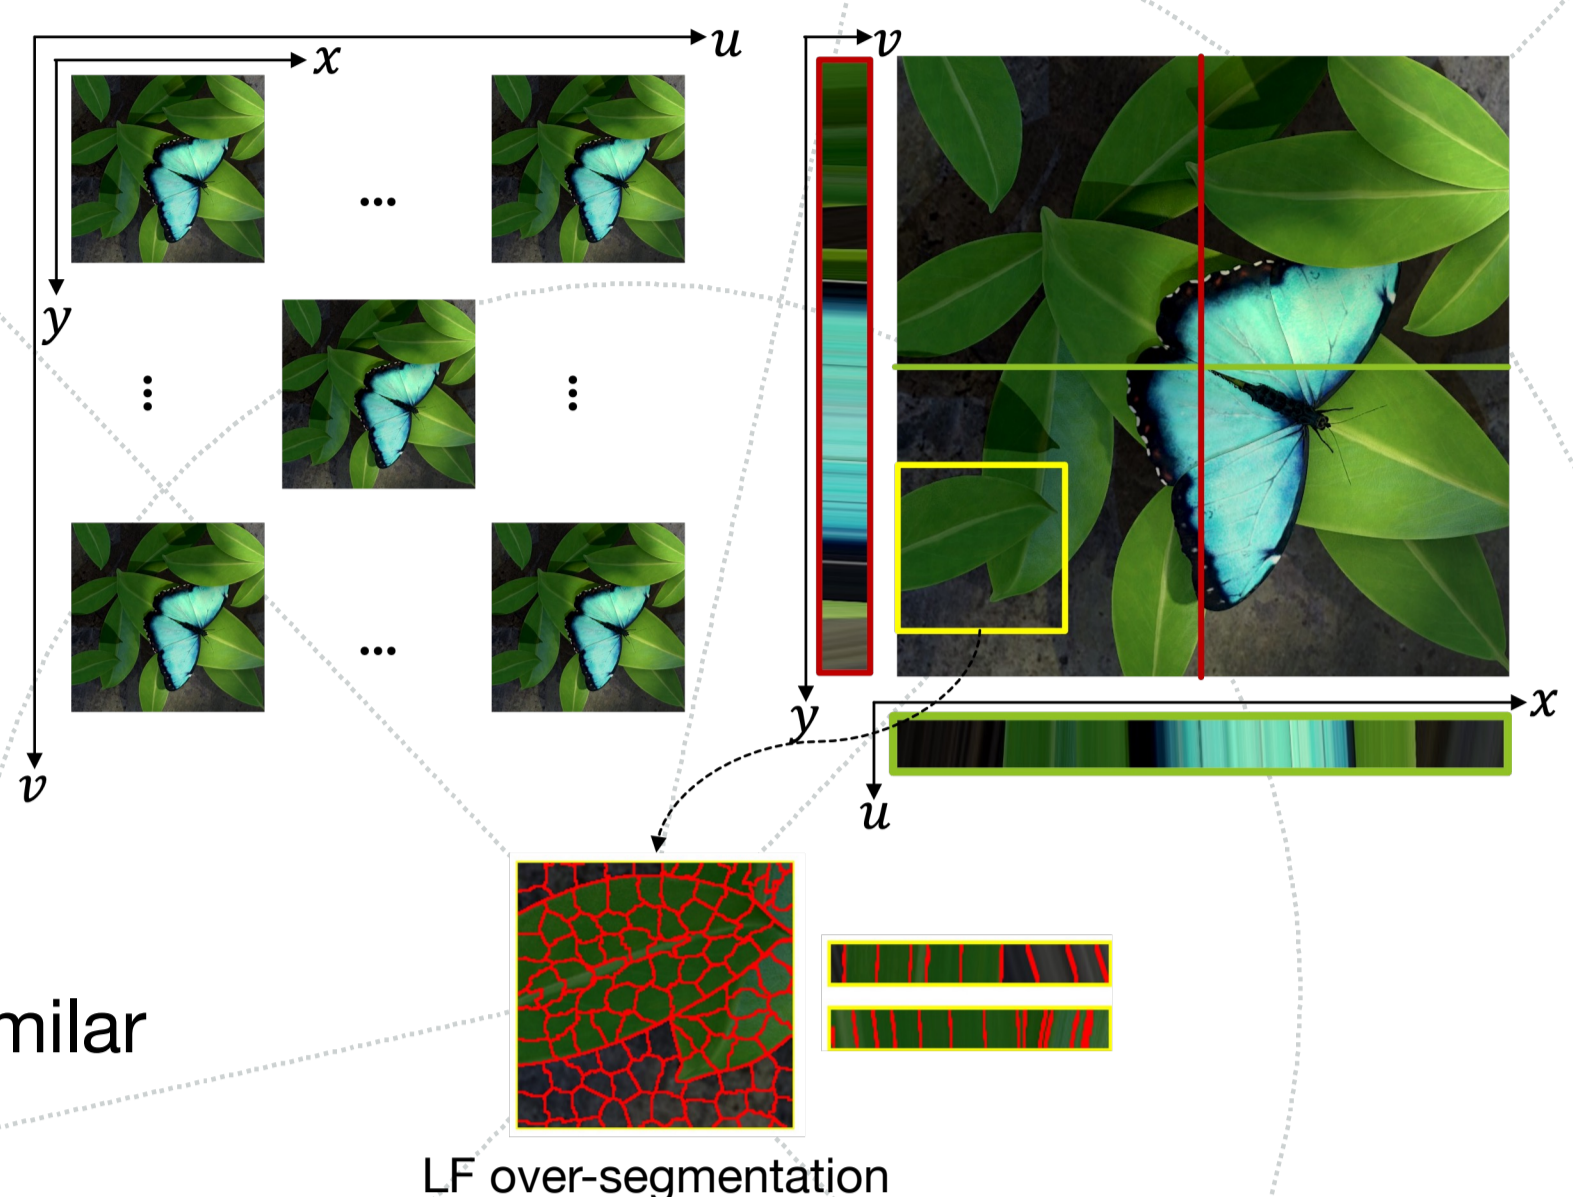 u
x
v
...
y
...
v
y
x
u
milar
LF over-segmentation